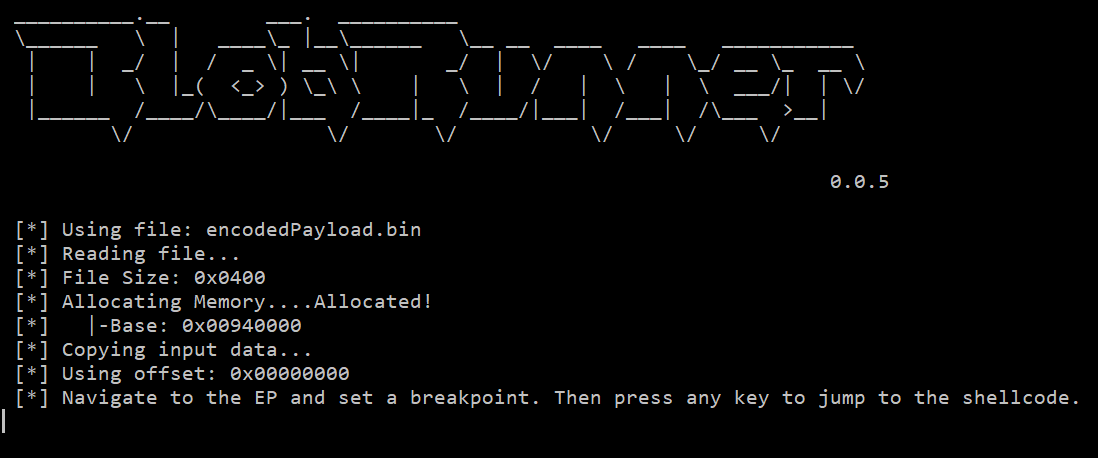 BlobRunner
0.0.5
[*] Using file: encodedPayload.bin
[*] Reading file...
[*] File Size: 0x0400
[*] Allocating Memory....Allocated!
[*]   |-Base: 0x00940000
[*] Copying input data...
[*] Using offset: 0x00000000
[*] Navigate to the EP and set a breakpoint. Then press any key to jump to the shellcode.